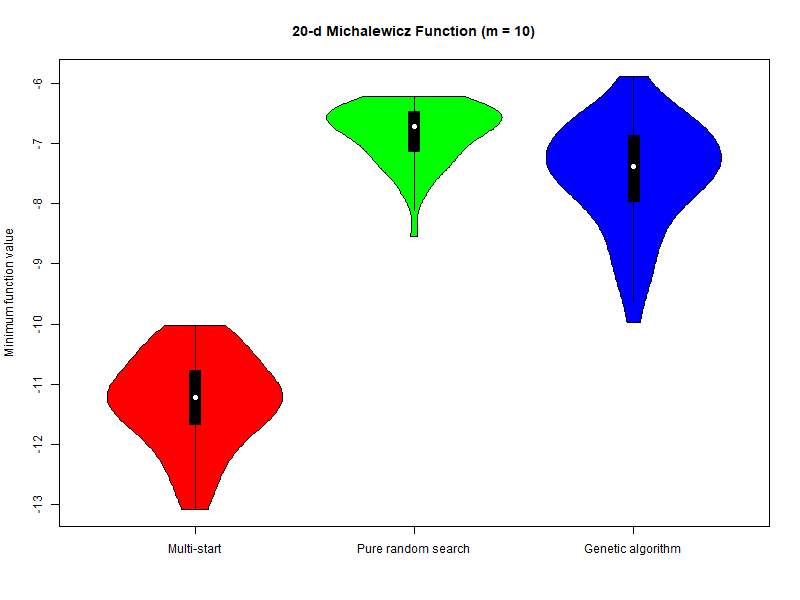 20-d Michalewicz Function (m = 10)
Minimum function value
-6
-7
-8
-9
-10
-11
-12
-13
Multi-start
Pure random search
Genetic algorithm